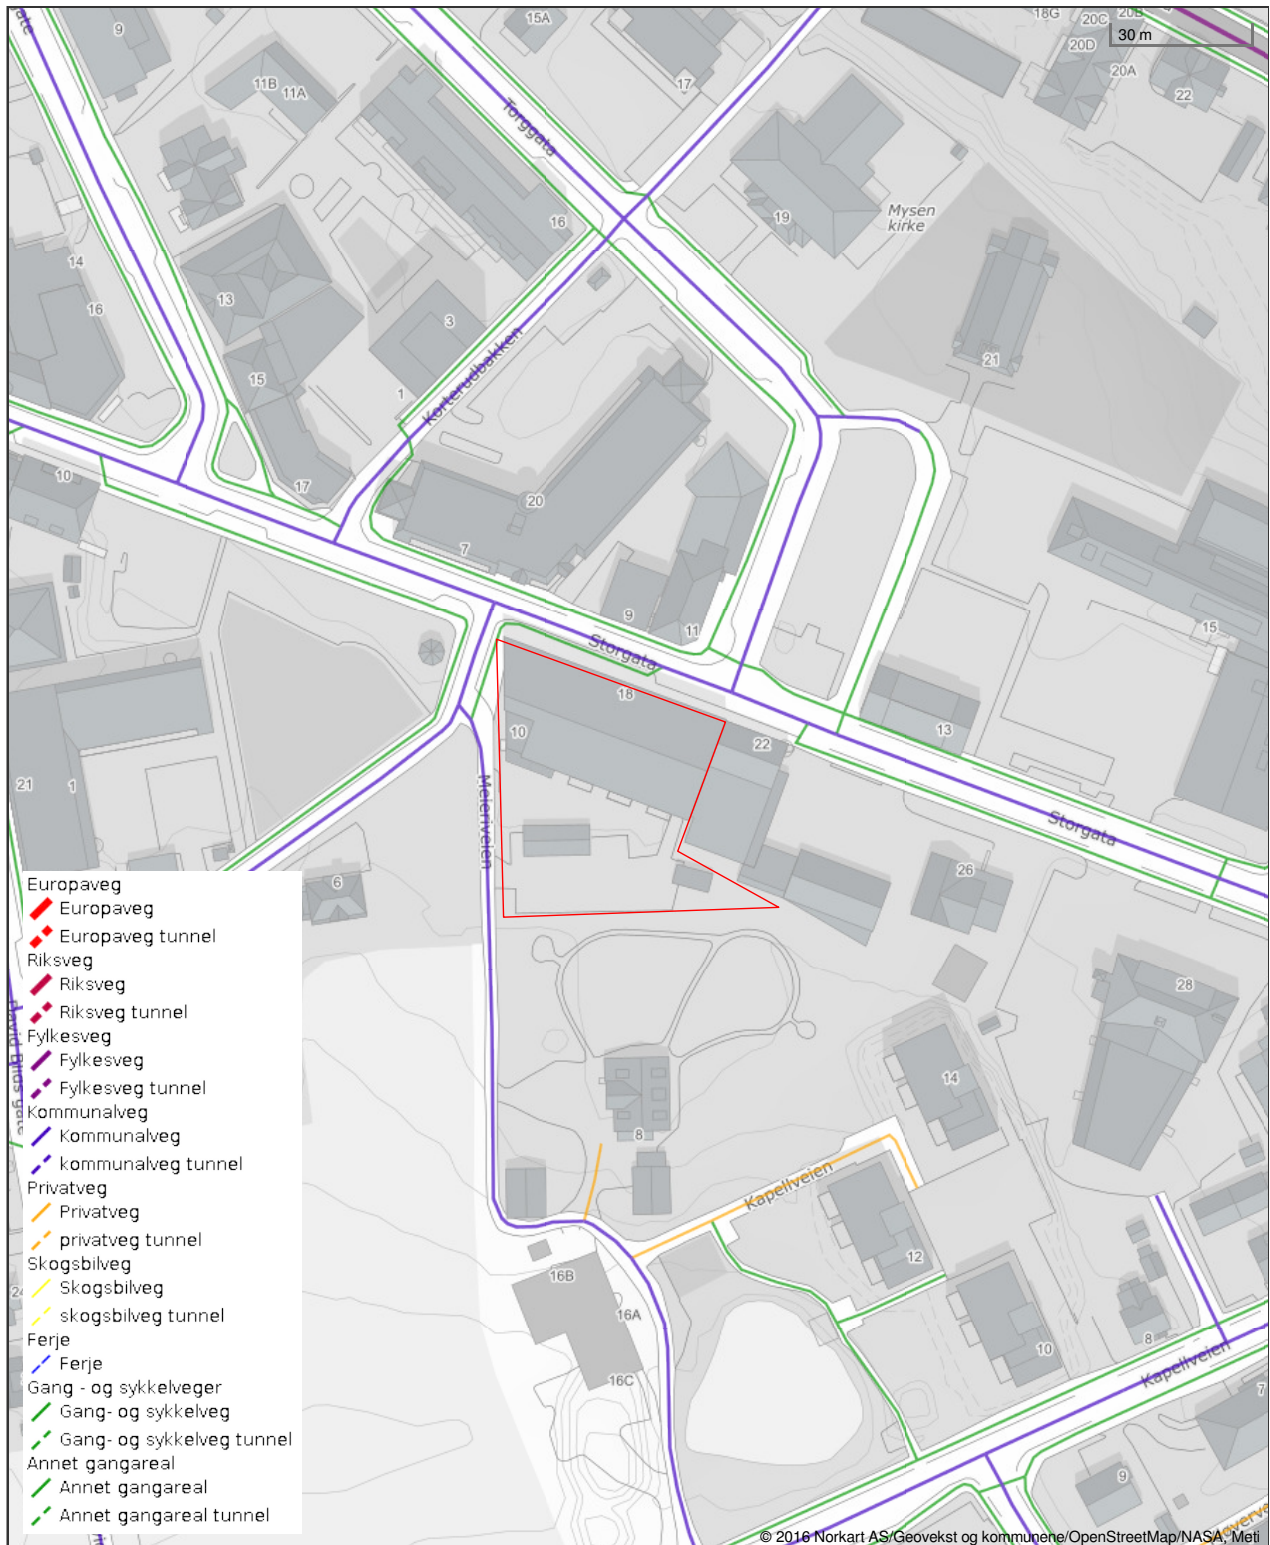 15A
18G
20C
20B
30 m
9
20D
20A
17
22
11B
11A
Torggata
16
19
Mysen
kirke
14
16
13
3
21
15
1
Korterudbakken
10
17
20
7
9
11
15
Storgata
18
10
22
13
21
1
Meieriveien
Storgata
6
26
28
14
8
Kapellveien
12
16B
16A
10
8
16C
Kapellveien
7
9
Europaveg
Europaveg
Europaveg tunnel
Riksveg
Riksveg
Riksveg tunnel
Fylkesveg
Fylkesveg
Fylkesveg tunnel
Kommunalveg
Kommunalveg
kommunalveg tunnel
Privatveg
Privatveg
privatveg tunnel
Skogsbilveg
Skogsbilveg
skogsbilveg tunnel
Ferje
Ferje
Gang - og sykkelveger
Gang- og sykkelveg
Gang- og sykkelveg tunnel
Annet gangareal
Annet gangareal
Annet gangareal tunnel
© 2016 Norkart AS/Geovekst og kommunene/OpenStreetMap/NASA, Meti